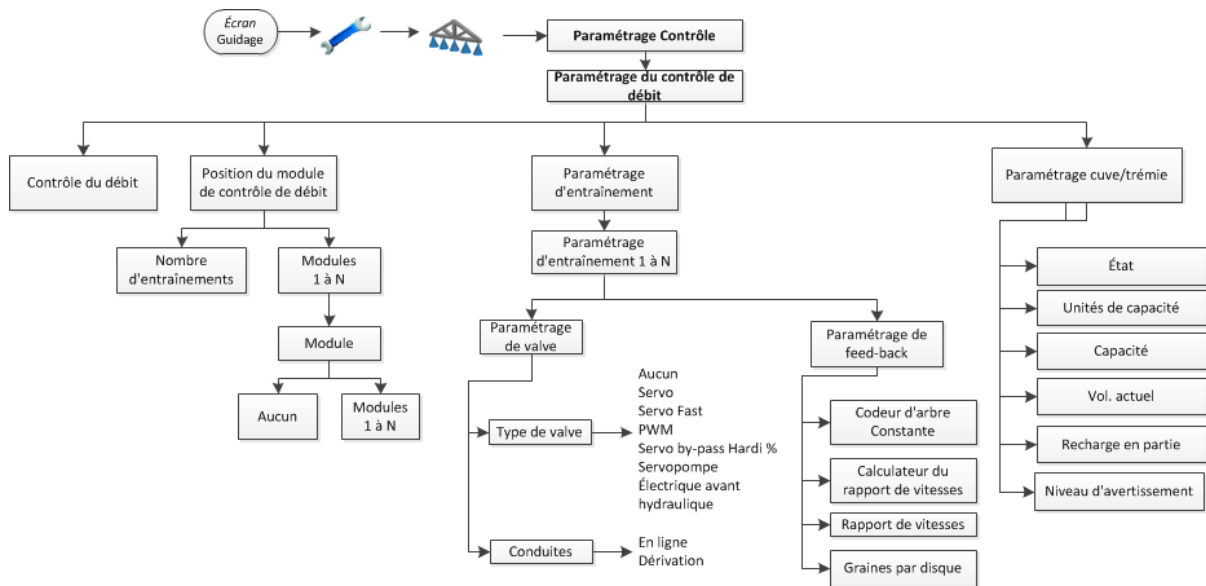 Écran
Guidage
Paramétrage Contrôle
Paramétrage du contrôle de
débit
Contrôle du débit
Position du module
de contrôle de débit
Paramétrage
d'entraînement
Paramétrage cuve/trémie
Nombre
d'entraînements
Modules
1 à N
Paramétrage
d'entraînement 1 à N
Module
Aucun
Modules
1 à N
Paramétrage
de valve
Paramétrage de
feed-back
Type de valve
Aucun
Servo
Servo Fast
PWM
Servo by-pass Hardi %
Servopompe
Électrique avant
hydraulique
Conduites
En ligne
Dérivation
Codeur d'arbre
Constante
Calculateur du
rapport de vitesses
Rapport de vitesses
Graines par disque
État
Unités de capacité
Capacité
Vol. actuel
Recharge en partie
Niveau d'avertissement